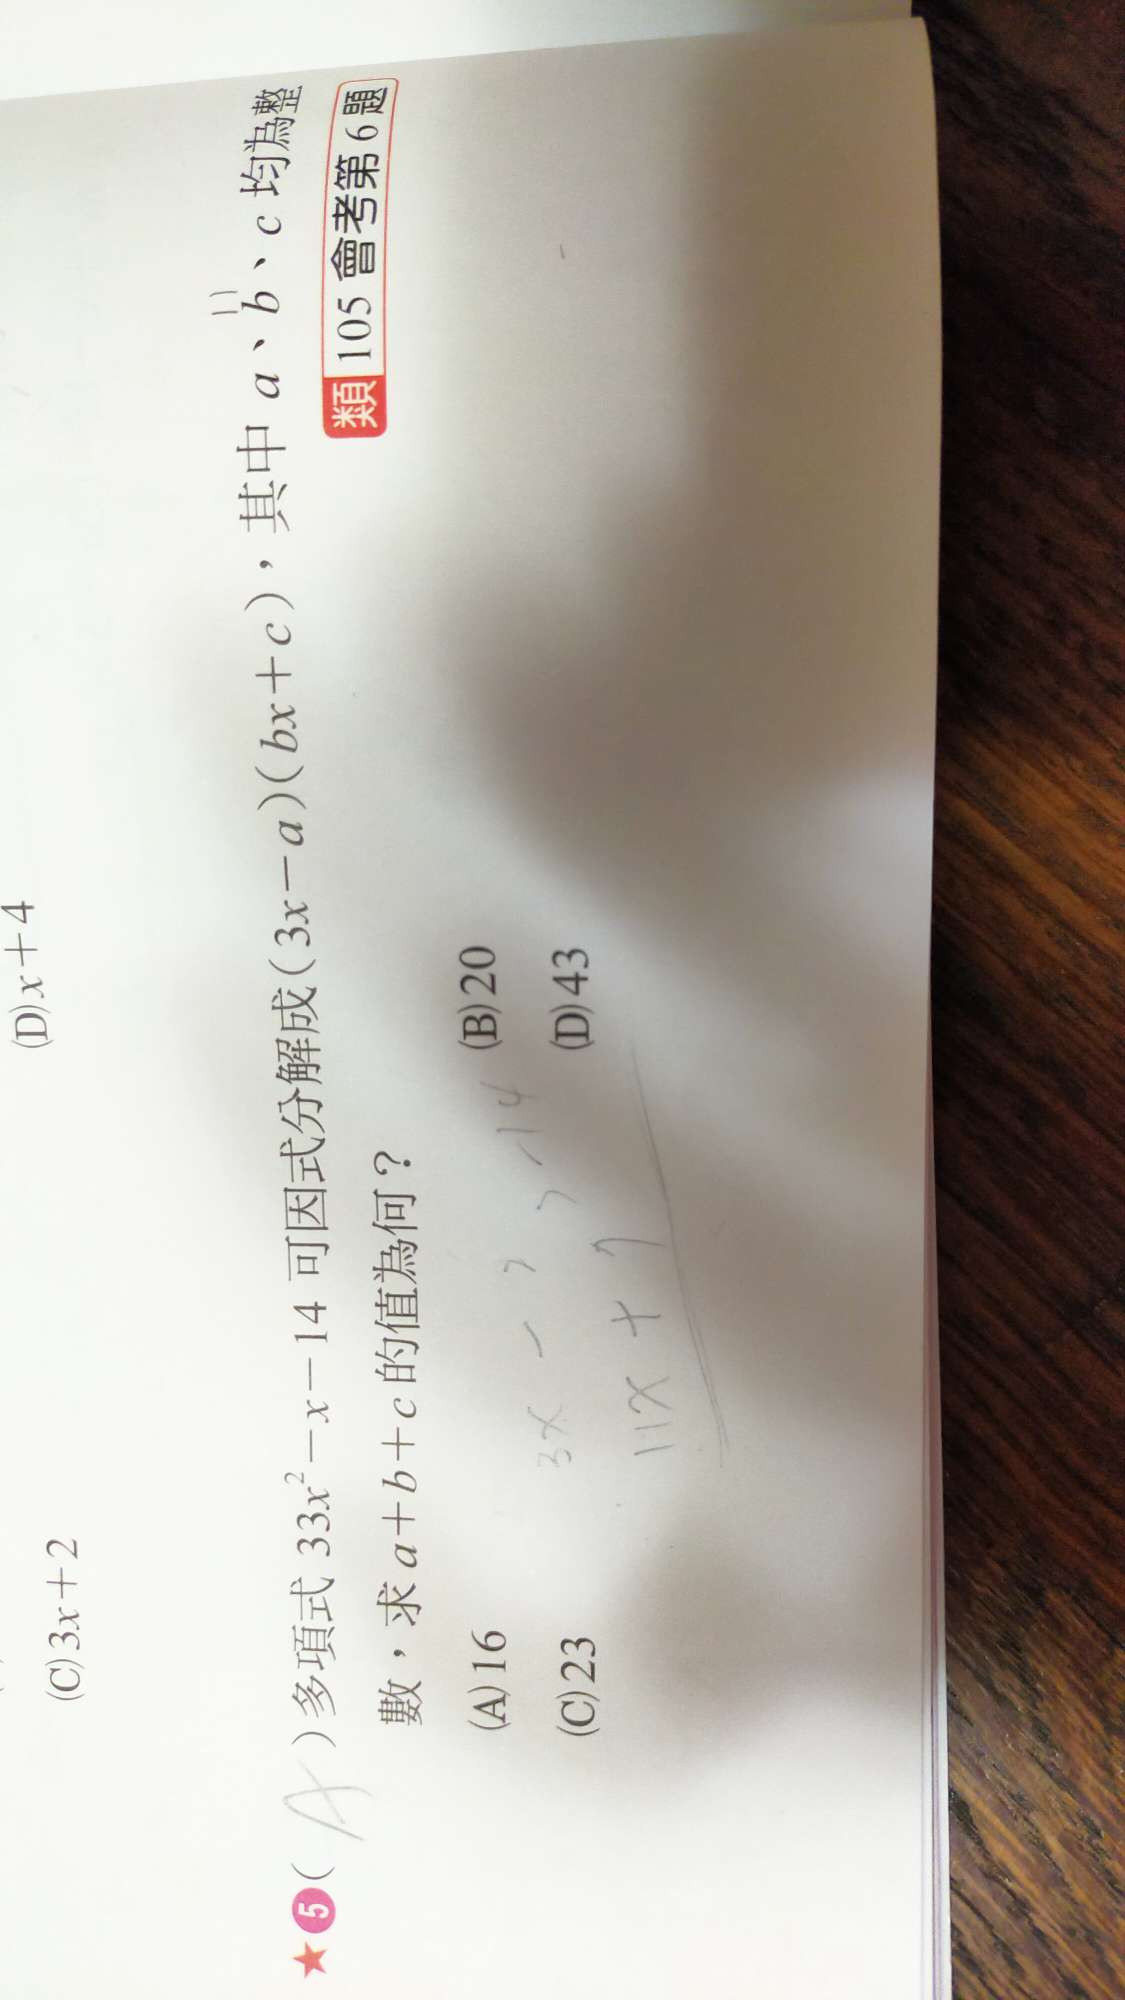 (C)3x+2 (D)x+4
★5( A )多項式 33x²-x-14 可因式分解成(3x-a)(bx+c),其中 a、b、c 均為整
11
數,求 a+b+c 的值為何?
類 105 會考第 6 題
(A)16 (B)20
(C)23 (D)43
3x - > -14
11x + 7